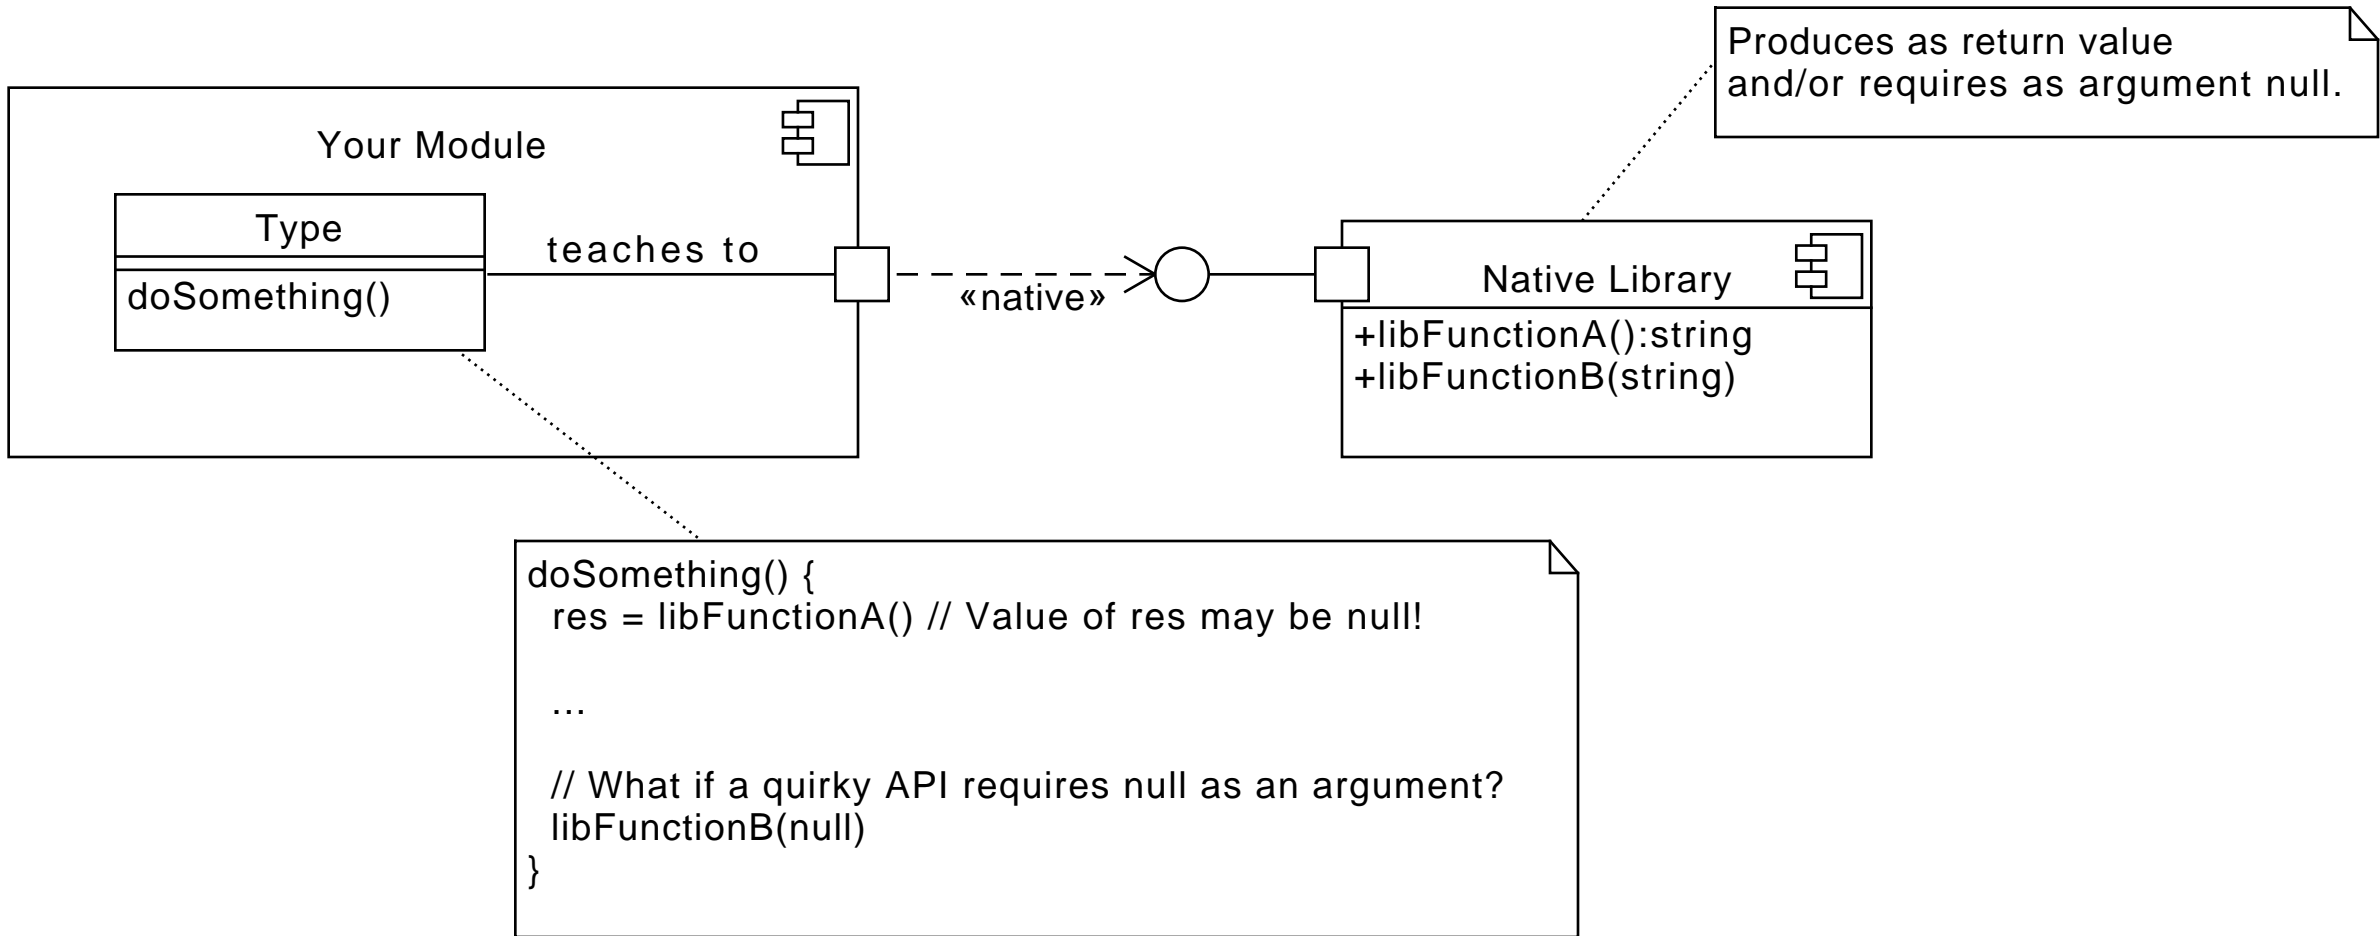 Produces as return value
and/or requires as argument null.
Your Module
Type
doSomething()
teaches to
«native»
Native Library
+libFunctionA():string
+libFunctionB(string)
doSomething() {
res = libFunctionA() // Value of res may be null!
...
// What if a quirky API requires null as an argument?
libFunctionB(null)
}